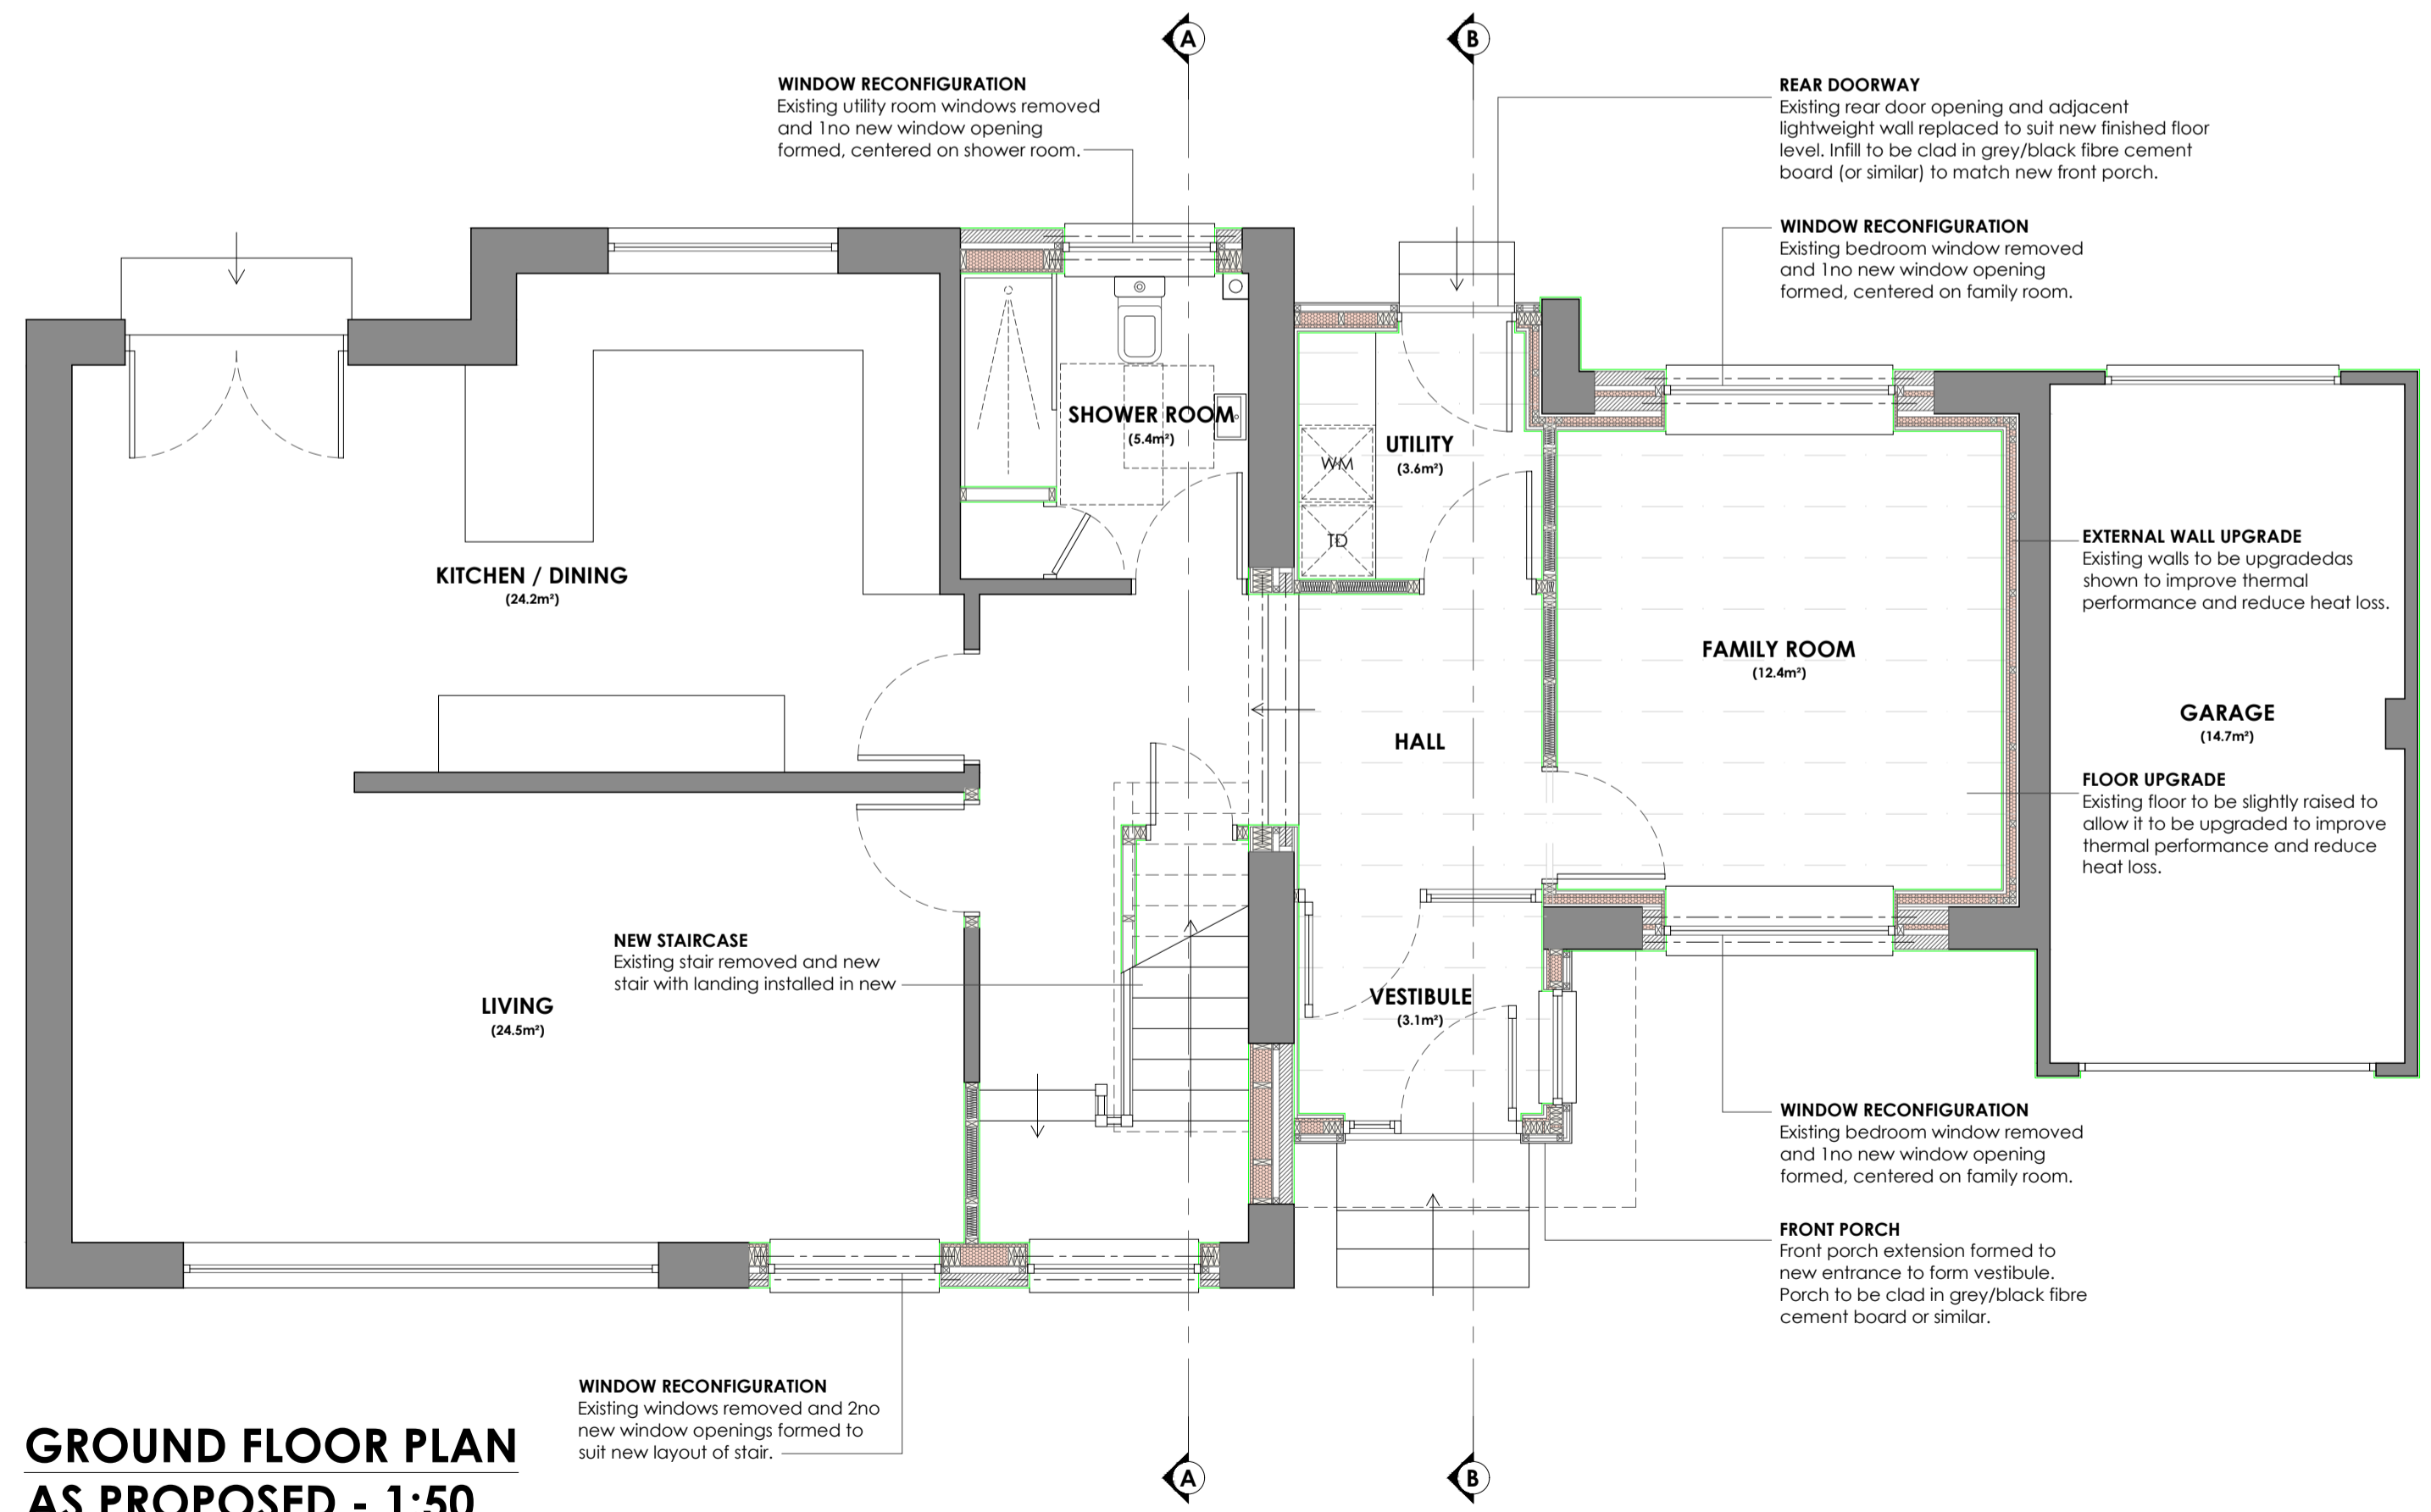 A
B
WINDOW RECONFIGURATION
Existing utility room windows removed
and 1no new window opening
formed, centered on shower room.
REAR DOORWAY
Existing rear door opening and adjacent
lightweight wall replaced to suit new finished floor
level. Infill to be clad in grey/black fibre cement
board (or similar) to match new front porch.
WINDOW RECONFIGURATION
Existing bedroom window removed
and 1no new window opening
formed, centered on family room.
SHOWER ROOM
(5.4m²)
UTILITY
(3.6m²)
WM
TD
KITCHEN / DINING
(24.2m²)
EXTERNAL WALL UPGRADE
Existing walls to be upgradedas
shown to improve thermal
performance and reduce heat loss.
FAMILY ROOM
(12.4m²)
GARAGE
(14.7m²)
HALL
FLOOR UPGRADE
Existing floor to be slightly raised to
allow it to be upgraded to improve
thermal performance and reduce
heat loss.
NEW STAIRCASE
Existing stair removed and new
stair with landing installed in new
LIVING
(24.5m²)
VESTIBULE
(3.1m²)
WINDOW RECONFIGURATION
Existing bedroom window removed
and 1no new window opening
formed, centered on family room.
FRONT PORCH
Front porch extension formed to
new entrance to form vestibule.
Porch to be clad in grey/black fibre
cement board or similar.
WINDOW RECONFIGURATION
Existing windows removed and 2no
new window openings formed to
suit new layout of stair.
A
B
GROUND FLOOR PLAN
AS PROPOSED - 1:50